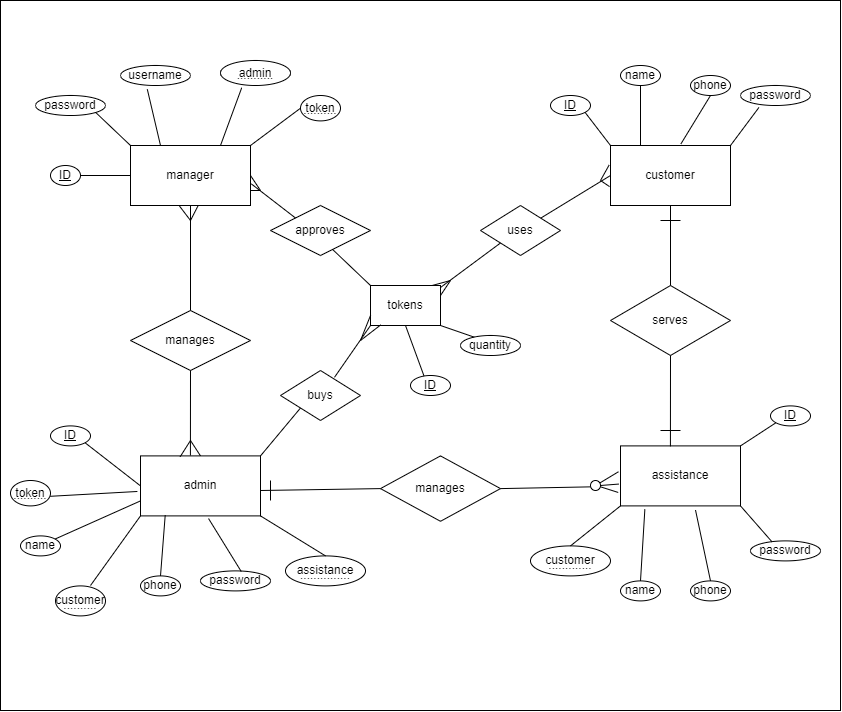 username
admin
name
password
token
ID
phone
password
ID
manager
customer
approves
uses
tokens
serves
manages
quantity
ID
buys
ID
ID
admin
manages
assistance
token
name
customer
phone
password
assistance
customer
name
phone
password